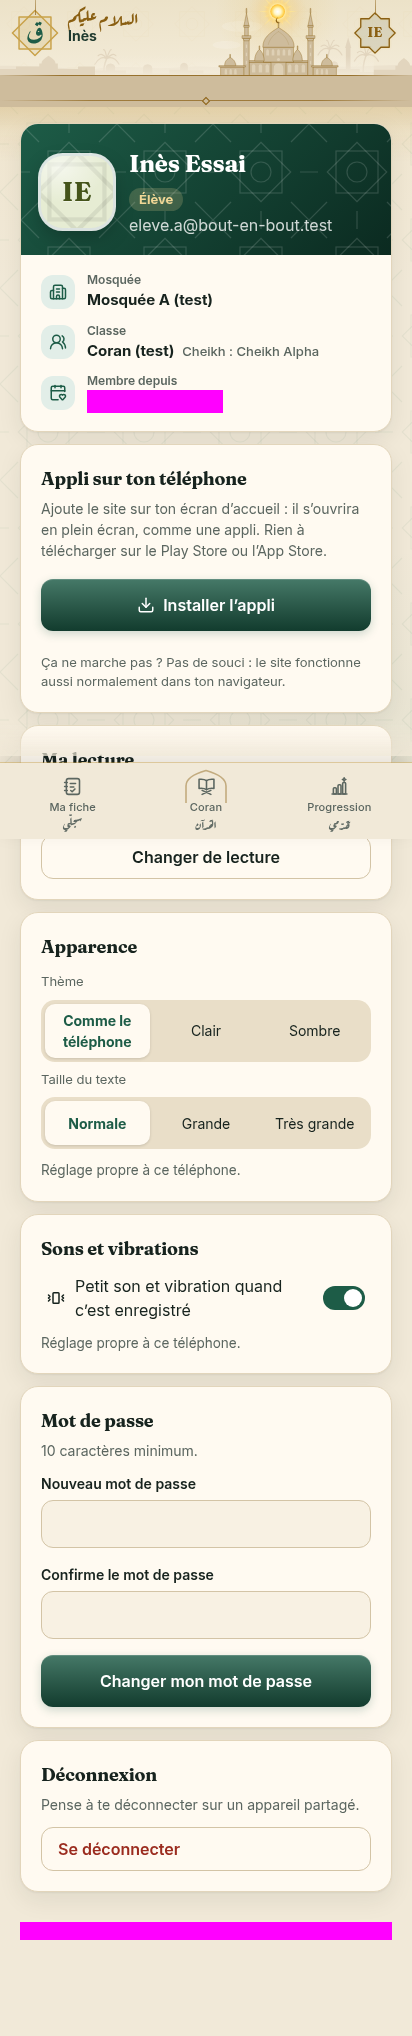 ق
السلام عليكم
Inès
IE
IE
Inès Essai
Élève
eleve.a@bout-en-bout.test
Mosquée
Mosquée A (test)
Classe
Coran (test) Cheikh : Cheikh Alpha
Membre depuis
Appli sur ton téléphone
Ajoute le site sur ton écran d’accueil : il s’ouvrira
en plein écran, comme une appli. Rien à
télécharger sur le Play Store ou l’App Store.
Installer l’appli
Ça ne marche pas ? Pas de souci : le site fonctionne
aussi normalement dans ton navigateur.
Ma lecture
Ma fiche
Coran
Progression
سجلّي
القرآن
Changer de lecture
Apparence
Thème
Comme le
téléphone
Clair
Sombre
Taille du texte
Normale
Grande
Très grande
Réglage propre à ce téléphone.
Sons et vibrations
Petit son et vibration quand
c’est enregistré
Réglage propre à ce téléphone.
Mot de passe
10 caractères minimum.
Nouveau mot de passe
Confirme le mot de passe
Changer mon mot de passe
Déconnexion
Pense à te déconnecter sur un appareil partagé.
Se déconnecter